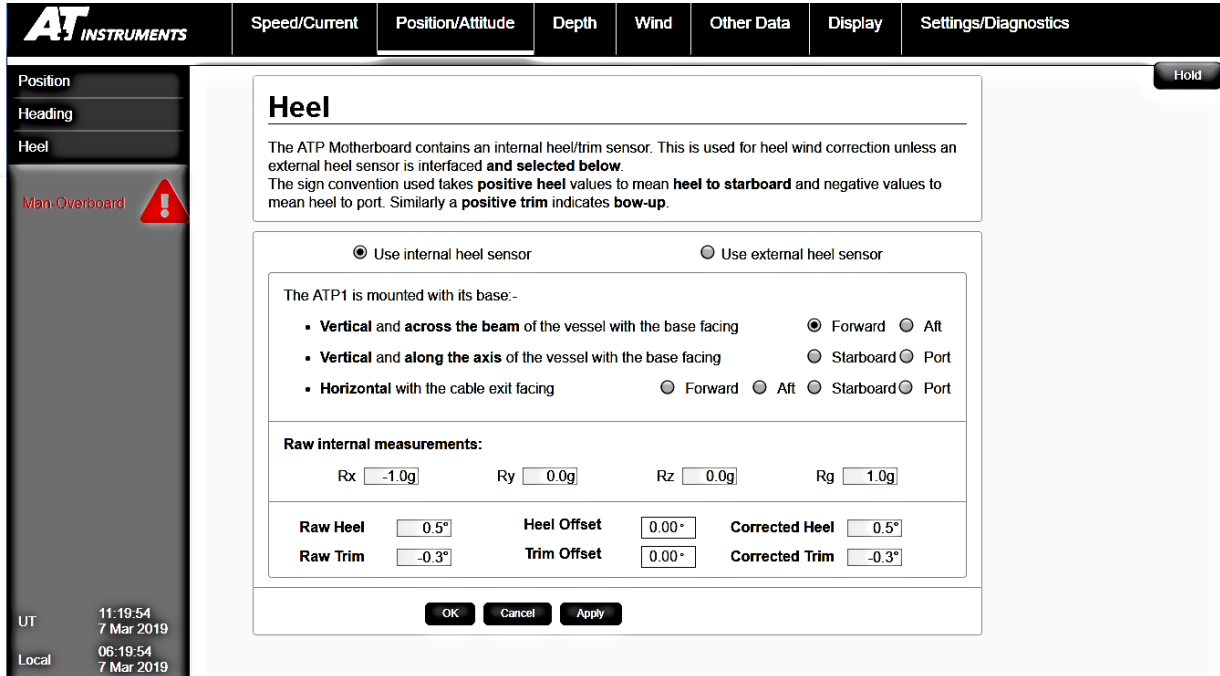 AT INSTRUMENTS
Speed/Current
Position/Attitude
Depth
Wind
Other Data
Display
Settings/Diagnostics
Hold
Position
Heading
Heel
Man-Overboard
Heel
The ATP Motherboard contains an internal heel/trim sensor. This is used for heel wind correction unless an
external heel sensor is interfaced and selected below.
The sign convention used takes positive heel values to mean heel to starboard and negative values to
mean heel to port. Similarly a positive trim indicates bow-up.
Use internal heel sensor
Use external heel sensor
The ATP1 is mounted with its base:-
• Vertical and across the beam of the vessel with the base facing Forward Aft
• Vertical and along the axis of the vessel with the base facing Starboard Port
• Horizontal with the cable exit facing Forward Aft Starboard Port
Raw internal measurements:
Rx -1.0g Ry 0.0g Rz 0.0g Rg 1.0g
Raw Heel 0.5° Heel Offset 0.00° Corrected Heel 0.5°
Raw Trim -0.3° Trim Offset 0.00° Corrected Trim -0.3°
OK Cancel Apply
UT 11:19:54
7 Mar 2019
Local 06:19:54
7 Mar 2019